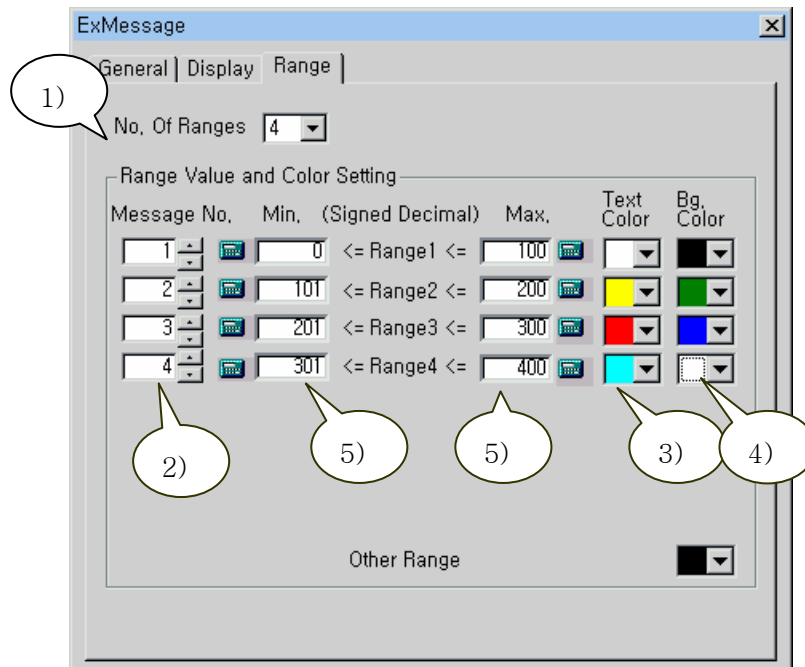 ExMessage
General Display Range
1)
No. Of Ranges 4
Range Value and Color Setting
Message No. Min. (Signed Decimal) Max. Text Color Bg. Color
1 0 <= Range1 <= 100
2 101 <= Range2 <= 200
3 201 <= Range3 <= 300
4 301 <= Range4 <= 400
2) 5) 5) 3) 4)
Other Range